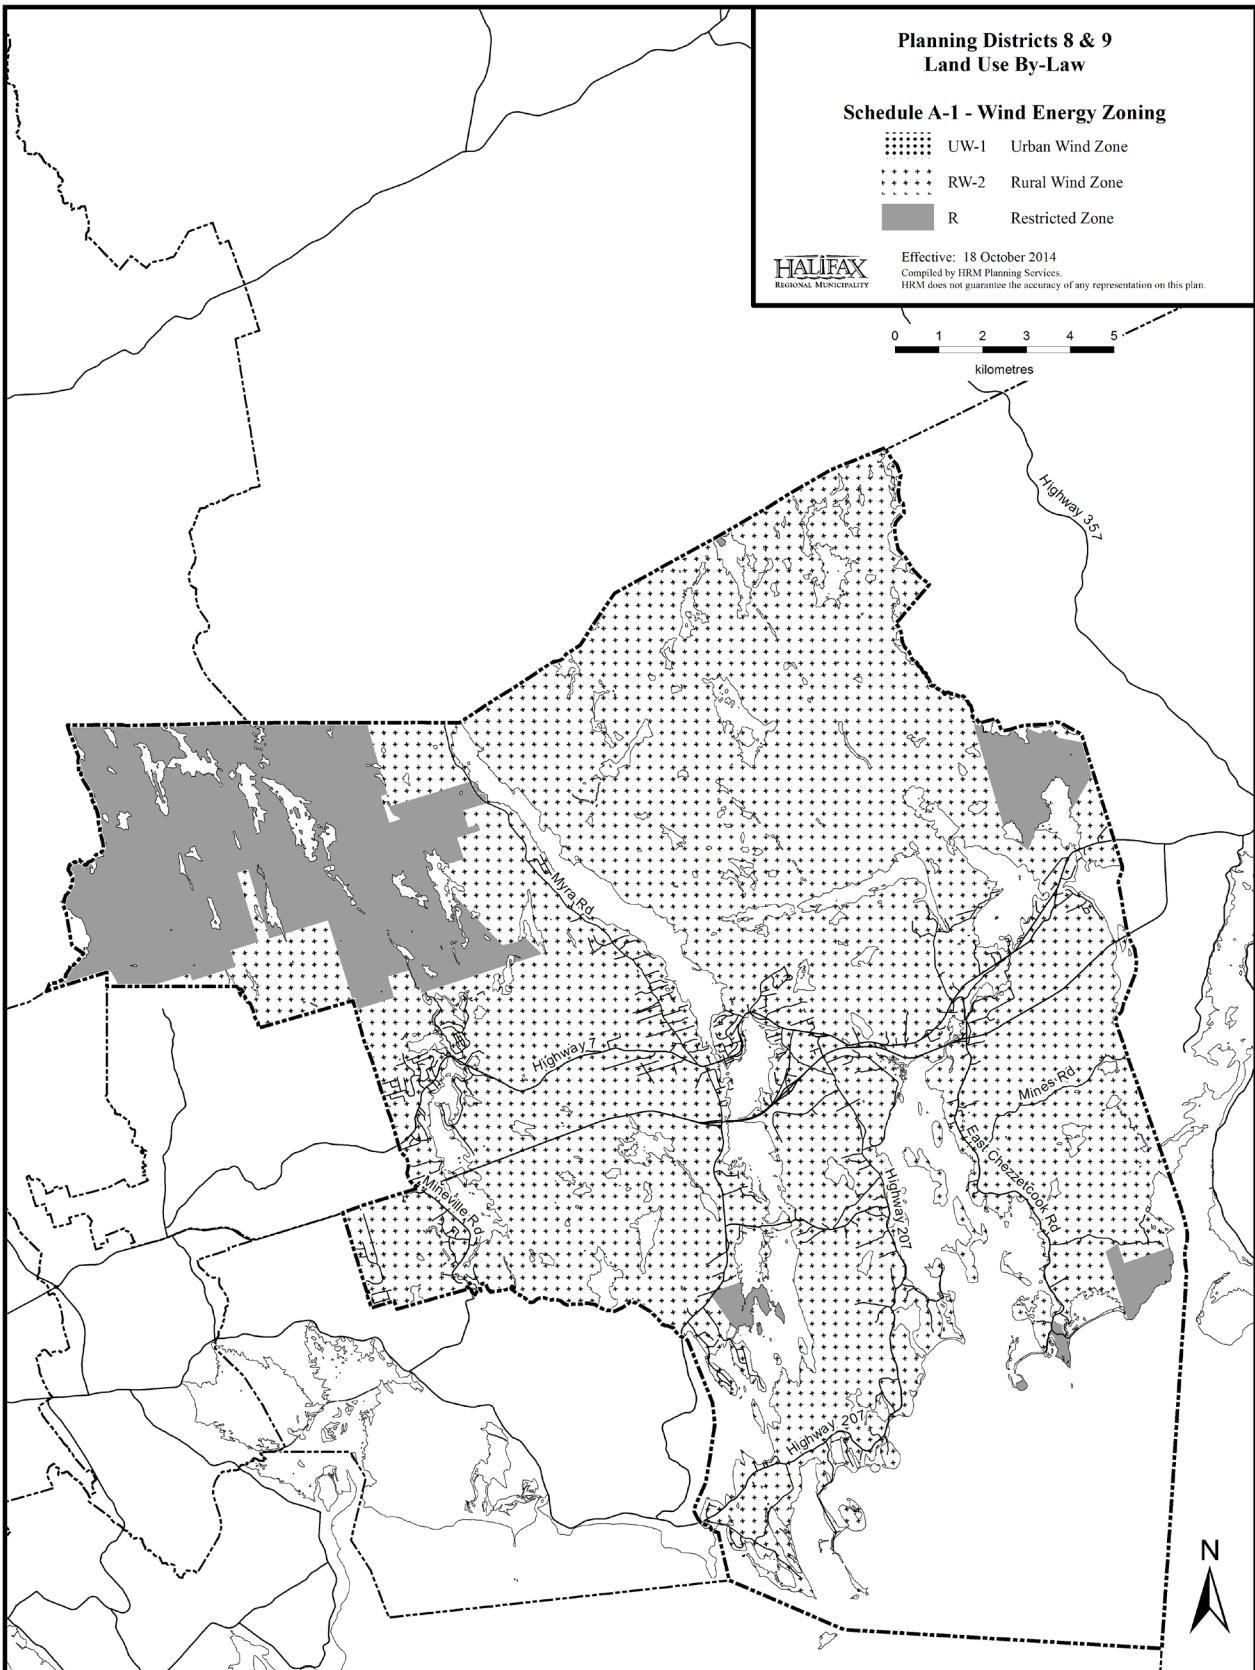 Planning Districts 8 & 9
Land Use By-Law
Schedule A-1 - Wind Energy Zoning
UW-1 Urban Wind Zone
RW-2 Rural Wind Zone
R Restricted Zone
HALIFAX
REGIONAL MUNICIPALITY
Effective: 18 October 2014
Compiled by HRM Planning Services.
HRM does not guarantee the accuracy of any representation on this plan.
0 1 2 3 4 5
kilometres
Highway 357
Myra Rd
Highway 7
Mines Rd
East Chezzetcook Rd
Mineville Rd
Highway 207
Highway 207
N